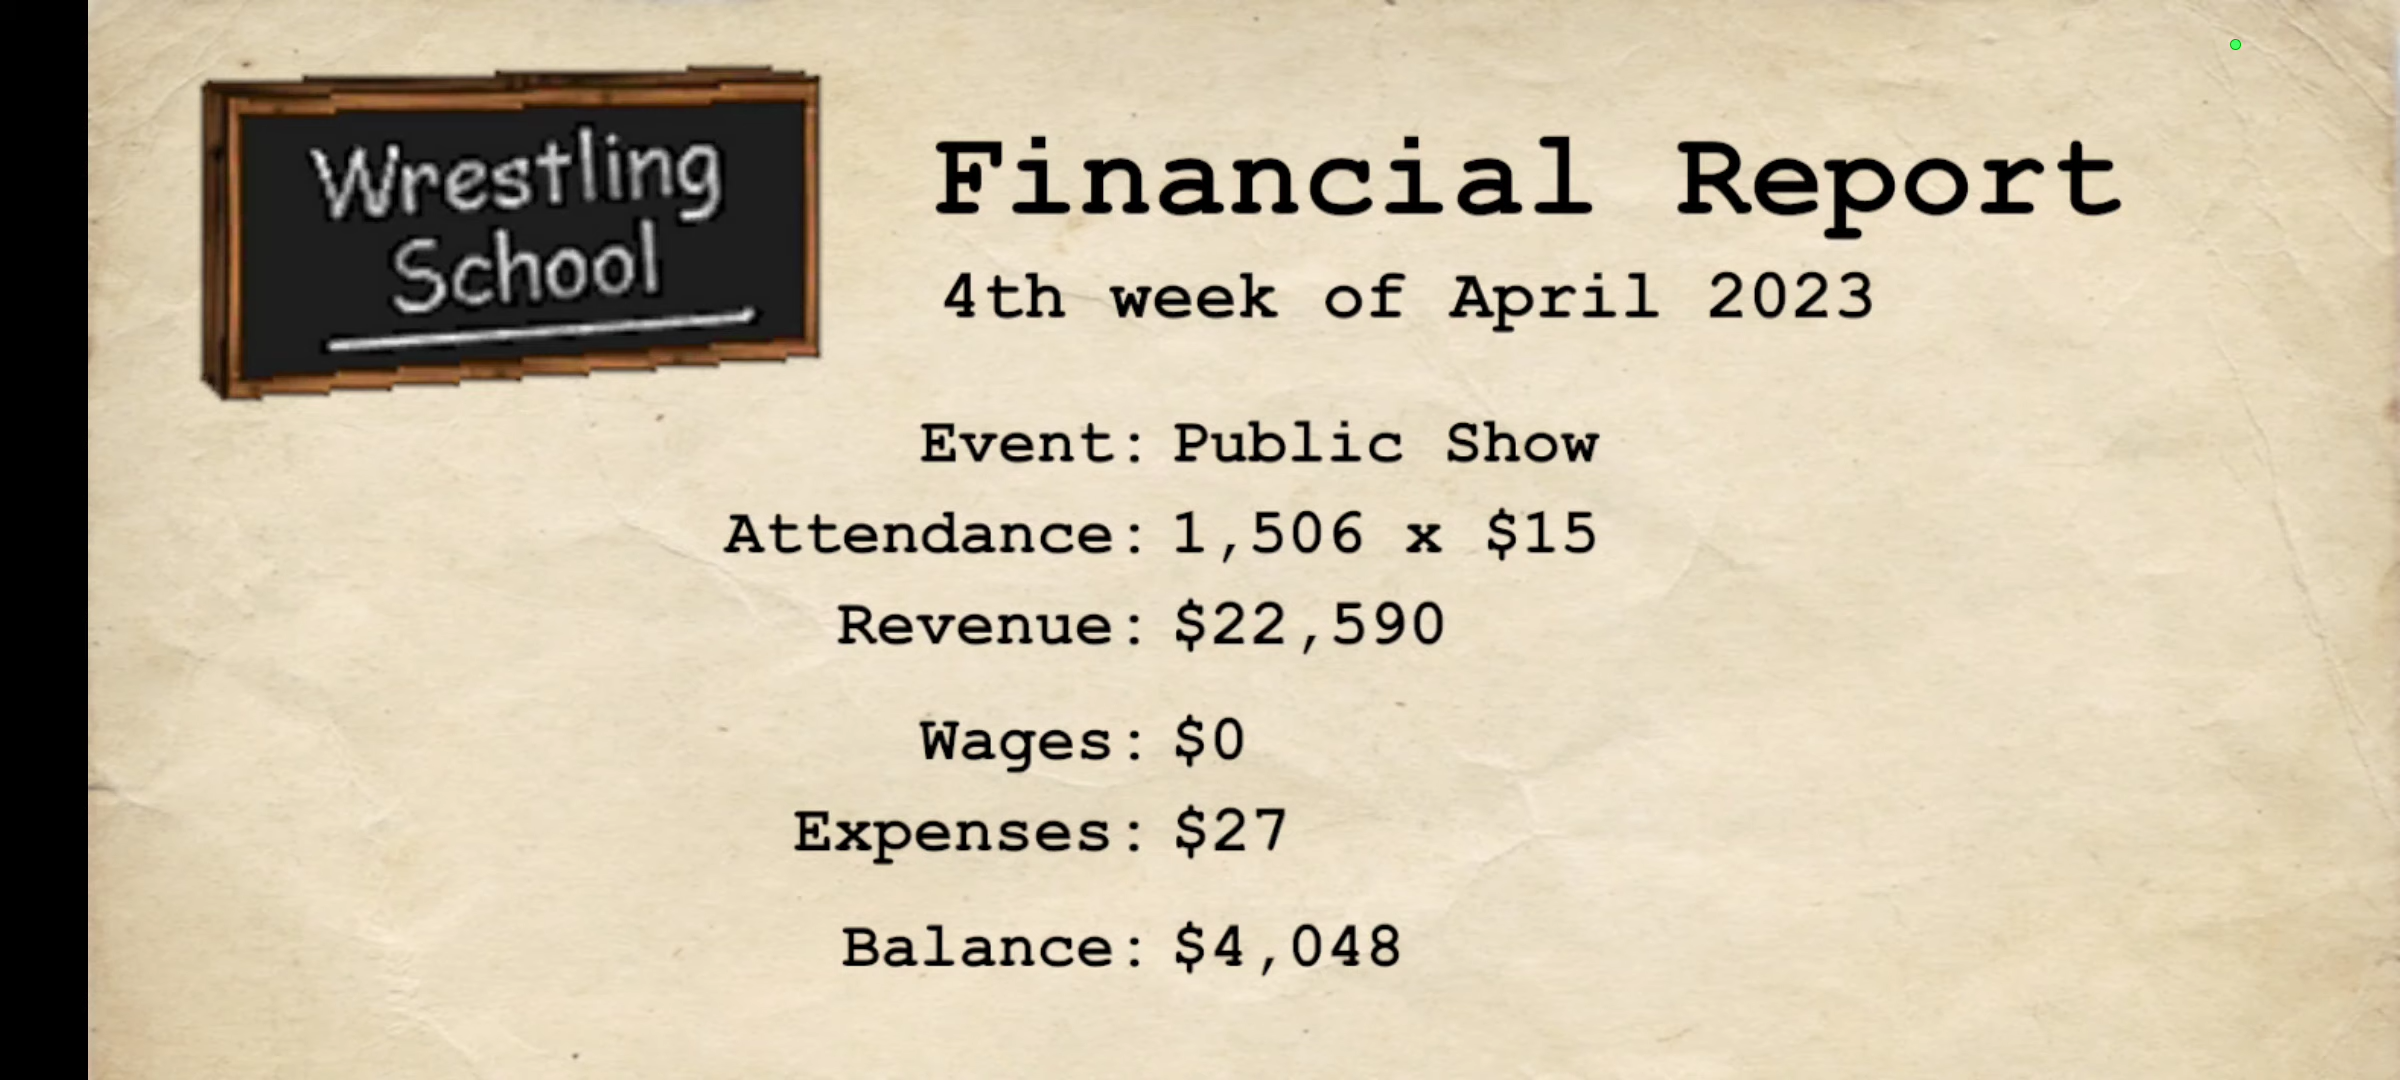 Wrestling
School
Financial Report
4th week of April 2023
Event: Public Show
Attendance: 1,506 x $15
Revenue: $22,590
Wages: $0
Expenses: $27
Balance: $4,048